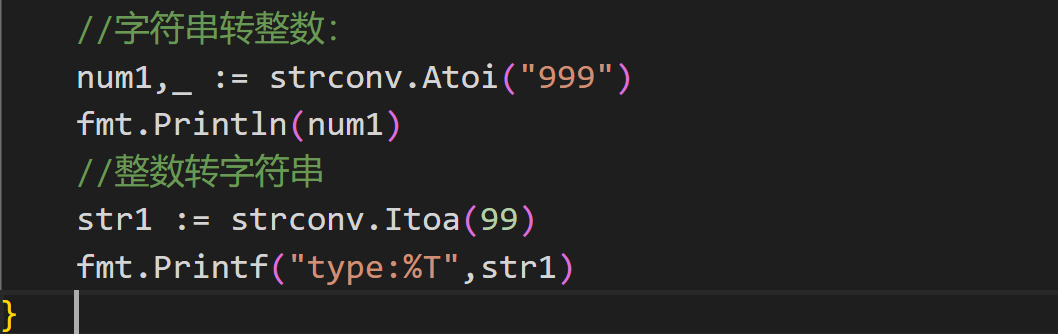 //字符串转整数:
num1,_ := strconv.Atoi("999")
fmt.Println(num1)
//整数转字符串
str1 := strconv.Itoa(99)
fmt.Printf("type:%T",str1)
}